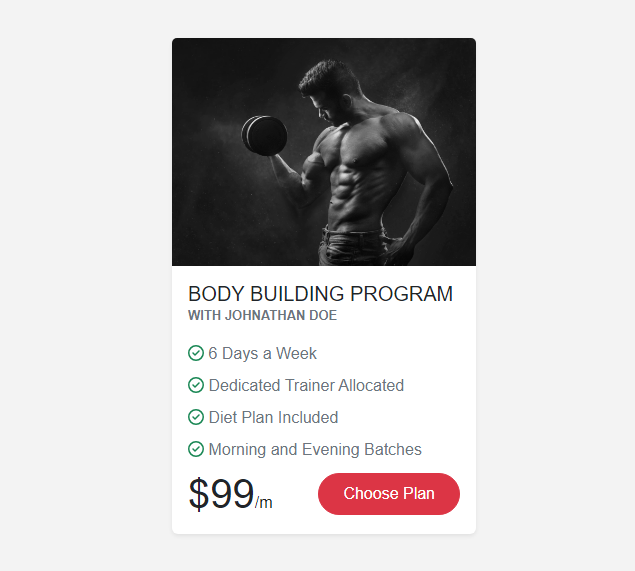 BODY BUILDING PROGRAM
WITH JOHNATHAN DOE
6 Days a Week
Dedicated Trainer Allocated
Diet Plan Included
Morning and Evening Batches
$99/m
Choose Plan